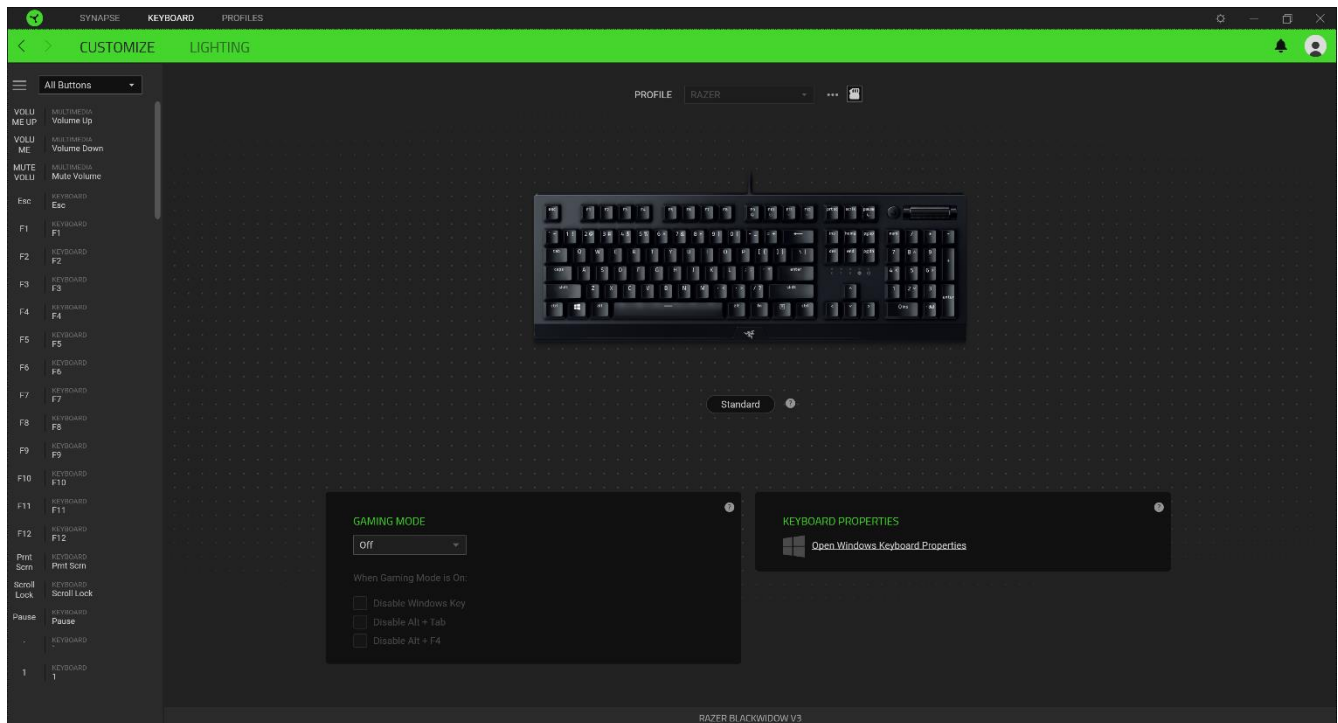 SYNAPSE KEYBOARD PROFILES
CUSTOMIZE LIGHTING
All Buttons
PROFILE RAZER
VOLU
ME UP
MULTIMEDIA
Volume Up
VOLU
ME
MULTIMEDIA
Volume Down
MUTE
VOLU
MULTIMEDIA
Mute Volume
Esc
KEYBOARD
Esc
F1
KEYBOARD
F1
F2
KEYBOARD
F2
F3
KEYBOARD
F3
F4
KEYBOARD
F4
F5
KEYBOARD
F5
F6
KEYBOARD
F6
F7
KEYBOARD
F7
F8
KEYBOARD
F8
F9
KEYBOARD
F9
F10
KEYBOARD
F10
F11
KEYBOARD
F11
F12
KEYBOARD
F12
Prnt
Scrn
KEYBOARD
Prnt Scrn
Scroll
Lock
KEYBOARD
Scroll Lock
Pause
KEYBOARD
Pause
KEYBOARD
1
KEYBOARD
1
Standard
GAMING MODE
Off
When Gaming Mode is On:
Disable Windows Key
Disable Alt + Tab
Disable Alt + F4
KEYBOARD PROPERTIES
Open Windows Keyboard Properties
RAZER BLACKWIDOW V3